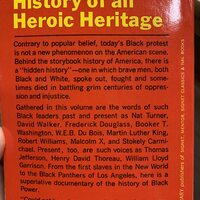 History of an
Heroic Heritage
Contrary to popular belief, today's Black protest
is not a new phenomenon on the American scene.
Behind the storybook history of America, there is
a "hidden history"—one in which brave men, both
Black and White, spoke out, fought and some-
times died in battling grim centuries of oppres-
sion and injustice.
Gathered in this volume are the words of such
Black leaders past and present as Nat Turner,
David Walker, Frederick Douglass, Booker T.
Washington, W.E.B. Du Bois, Martin Luther King,
Robert Williams, Malcolm X, and Stokely Carmi-
chael. Present, too, are such voices as Thomas
Jefferson, Henry David Thoreau, William Lloyd
Garrison. From the first slaves in the New World
to the Black Panthers of Los Angeles, here is a
superlative documentary of the history of Black
Power.
MENTOR, SIGNET CLASSICS